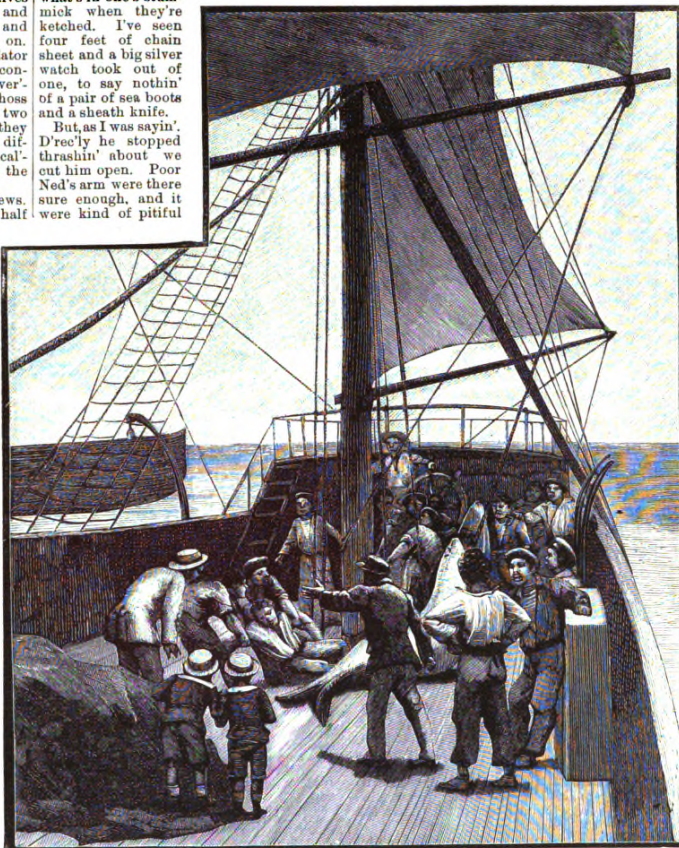 and
and
on.
ator
con-
ver'-
hoss
two
they
dif-
cal'-
the
ews.
half
what's in one's
mick when they're
ketched. I've seen
four feet of chain
sheet and a big silver
watch took out of
one, to say nothin'
of a pair of sea boots
and a sheath knife.
But, as I was sayin'.
D'rec'ly he stopped
thrashin' about we
cut him open. Poor
Ned's arm were there
sure enough, and it
were kind of pitiful